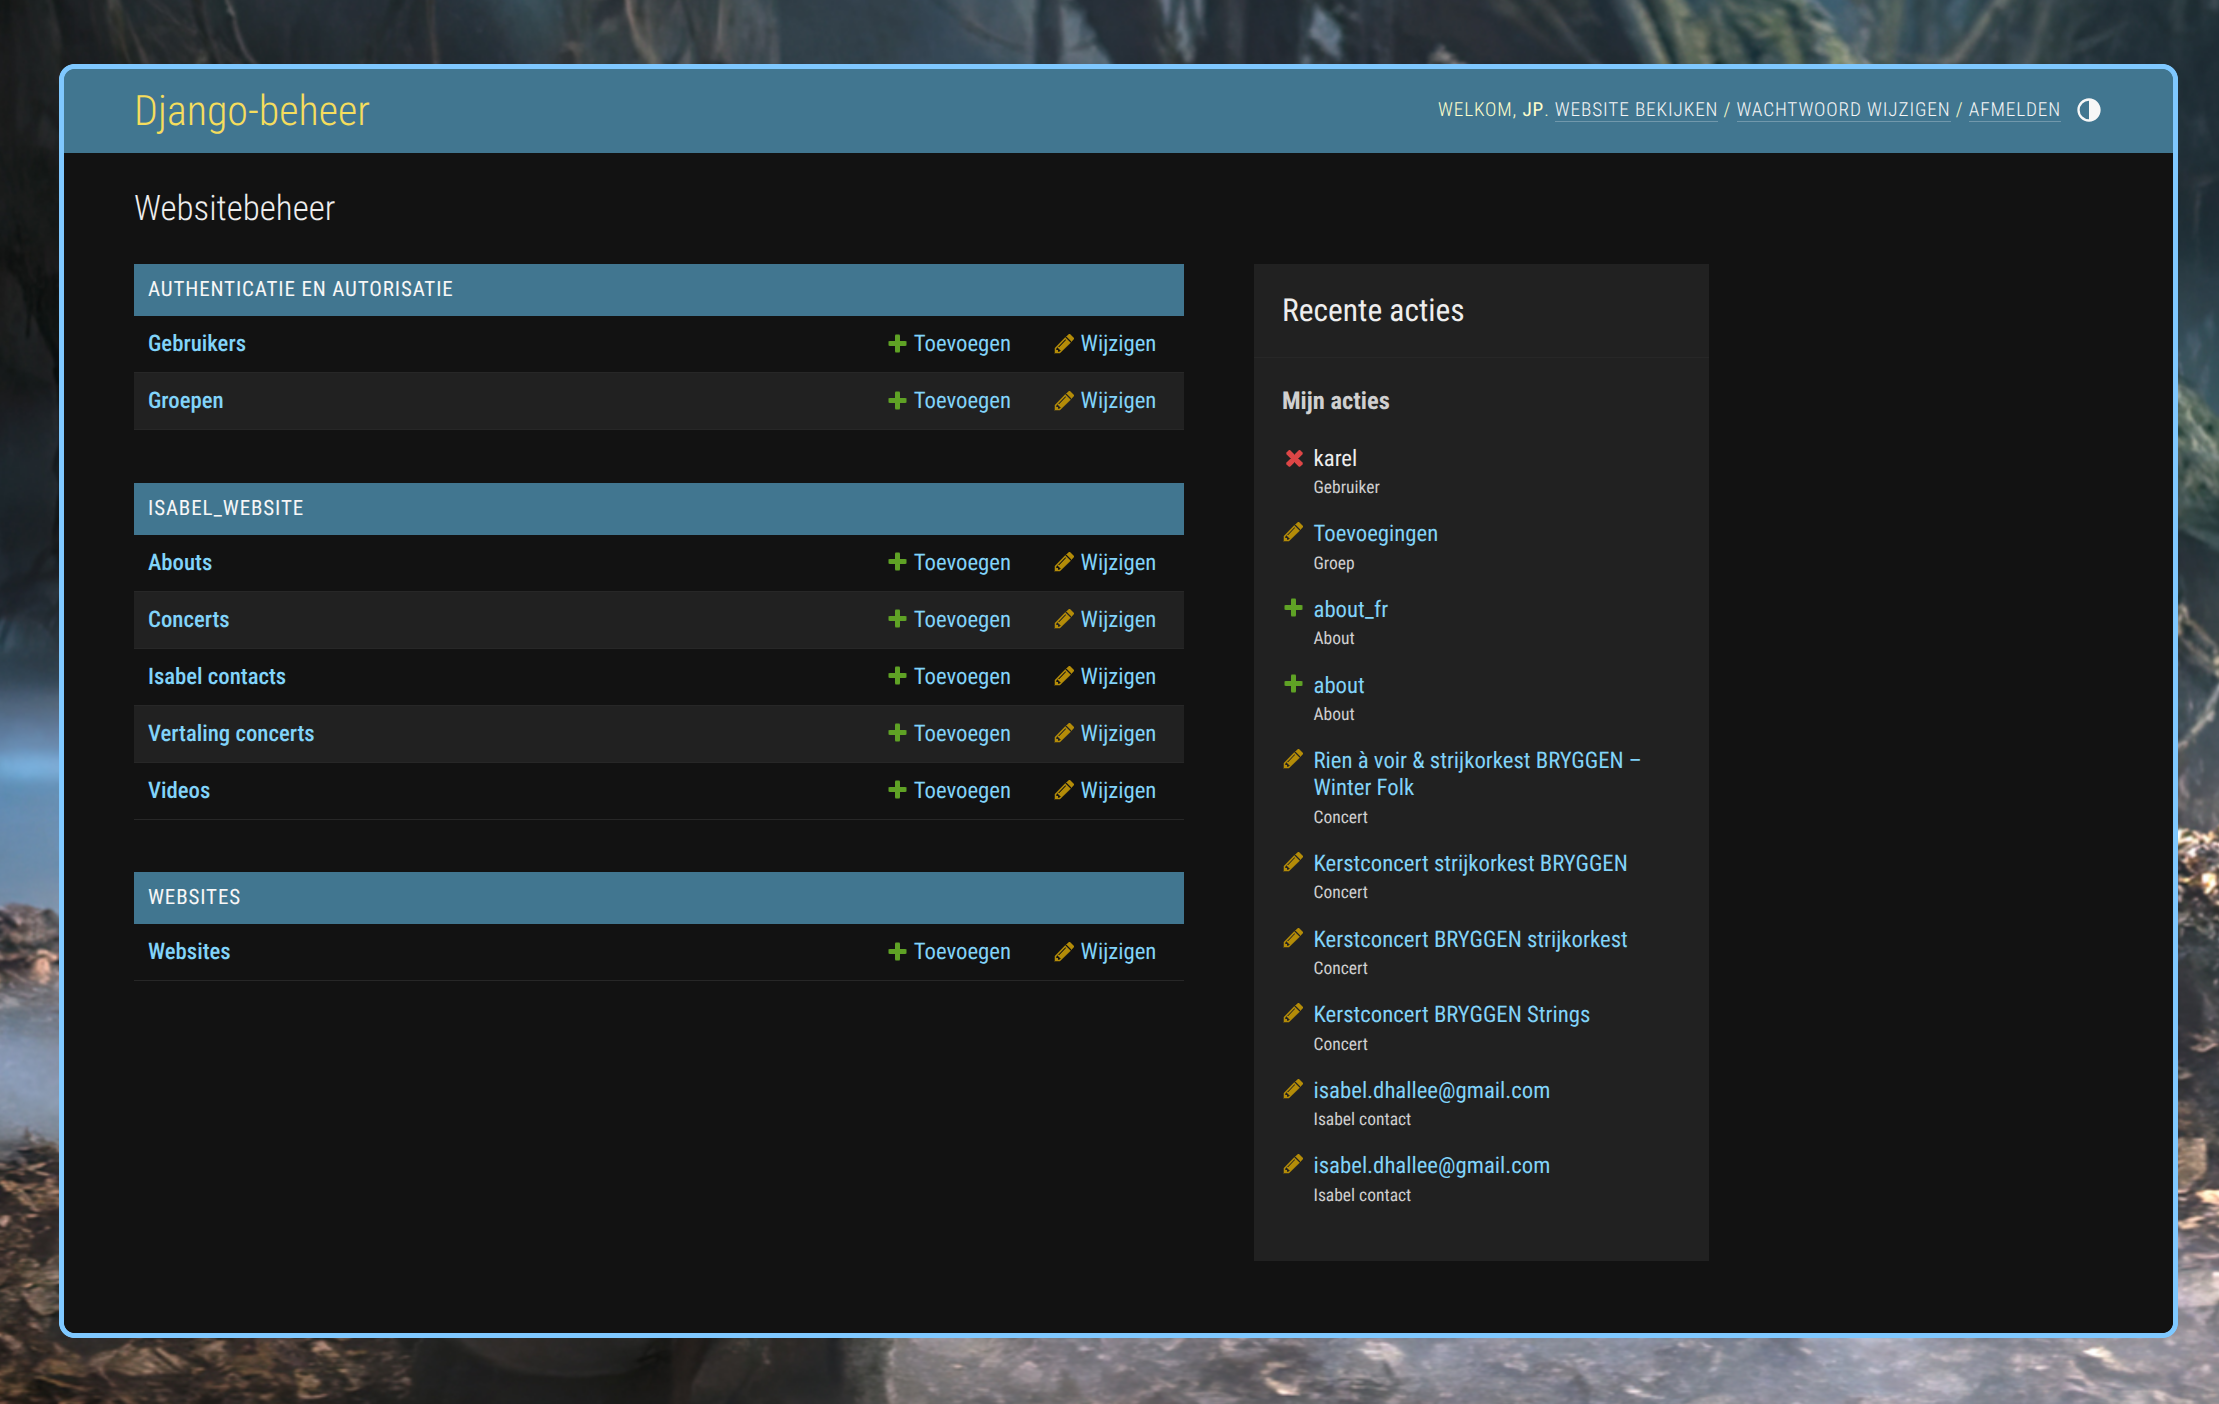 Django-beheer
WELKOM, JP. WEBSITE BEKIJKEN / WACHTWOORD WIJZIGEN / AFMELDEN
Websitebeheer
AUTHENTICATIE EN AUTORISATIE
Gebruikers Toevoegen Wijzigen
Groepen Toevoegen Wijzigen
ISABEL_WEBSITE
Abouts Toevoegen Wijzigen
Concerts Toevoegen Wijzigen
Isabel contacts Toevoegen Wijzigen
Vertaling concerts Toevoegen Wijzigen
Videos Toevoegen Wijzigen
WEBSITES
Websites Toevoegen Wijzigen
Recente acties
Mijn acties
karel
Gebruiker
Toevoegingen
Groep
about_fr
About
about
About
Rien à voir & strijkorkest BRYGGEN –
Winter Folk
Concert
Kerstconcert strijkorkest BRYGGEN
Concert
Kerstconcert BRYGGEN strijkorkest
Concert
Kerstconcert BRYGGEN Strings
Concert
isabel.dhallee@gmail.com
Isabel contact
isabel.dhallee@gmail.com
Isabel contact